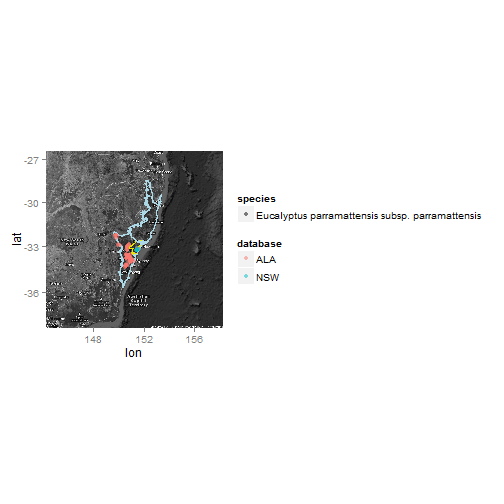 -27
-30
-33
-36
lat
148
152
156
lon
species
Eucalyptus parramattensis subsp. parramattensis
database
ALA
NSW